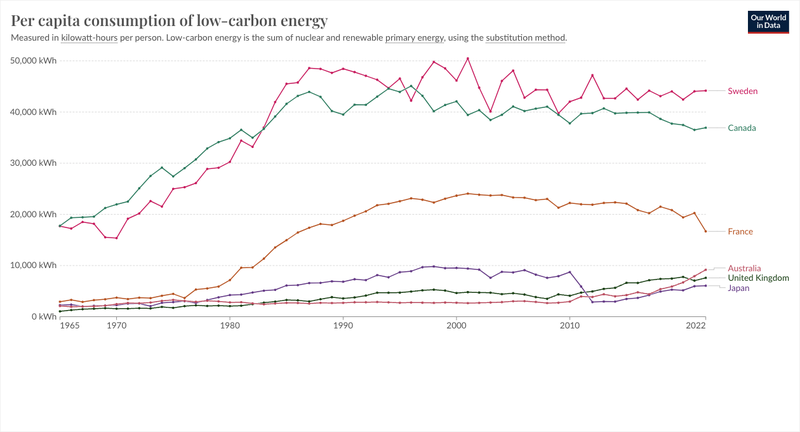 Per capita consumption of low-carbon energy
Measured in kilowatt-hours per person. Low-carbon energy is the sum of nuclear and renewable primary energy, using the substitution method.
Our World
in Data
50,000 kWh
40,000 kWh
30,000 kWh
20,000 kWh
10,000 kWh
0 kWh
1965
1970
1980
1990
2000
2010
2022
Sweden
Canada
France
Australia
United Kingdom
Japan